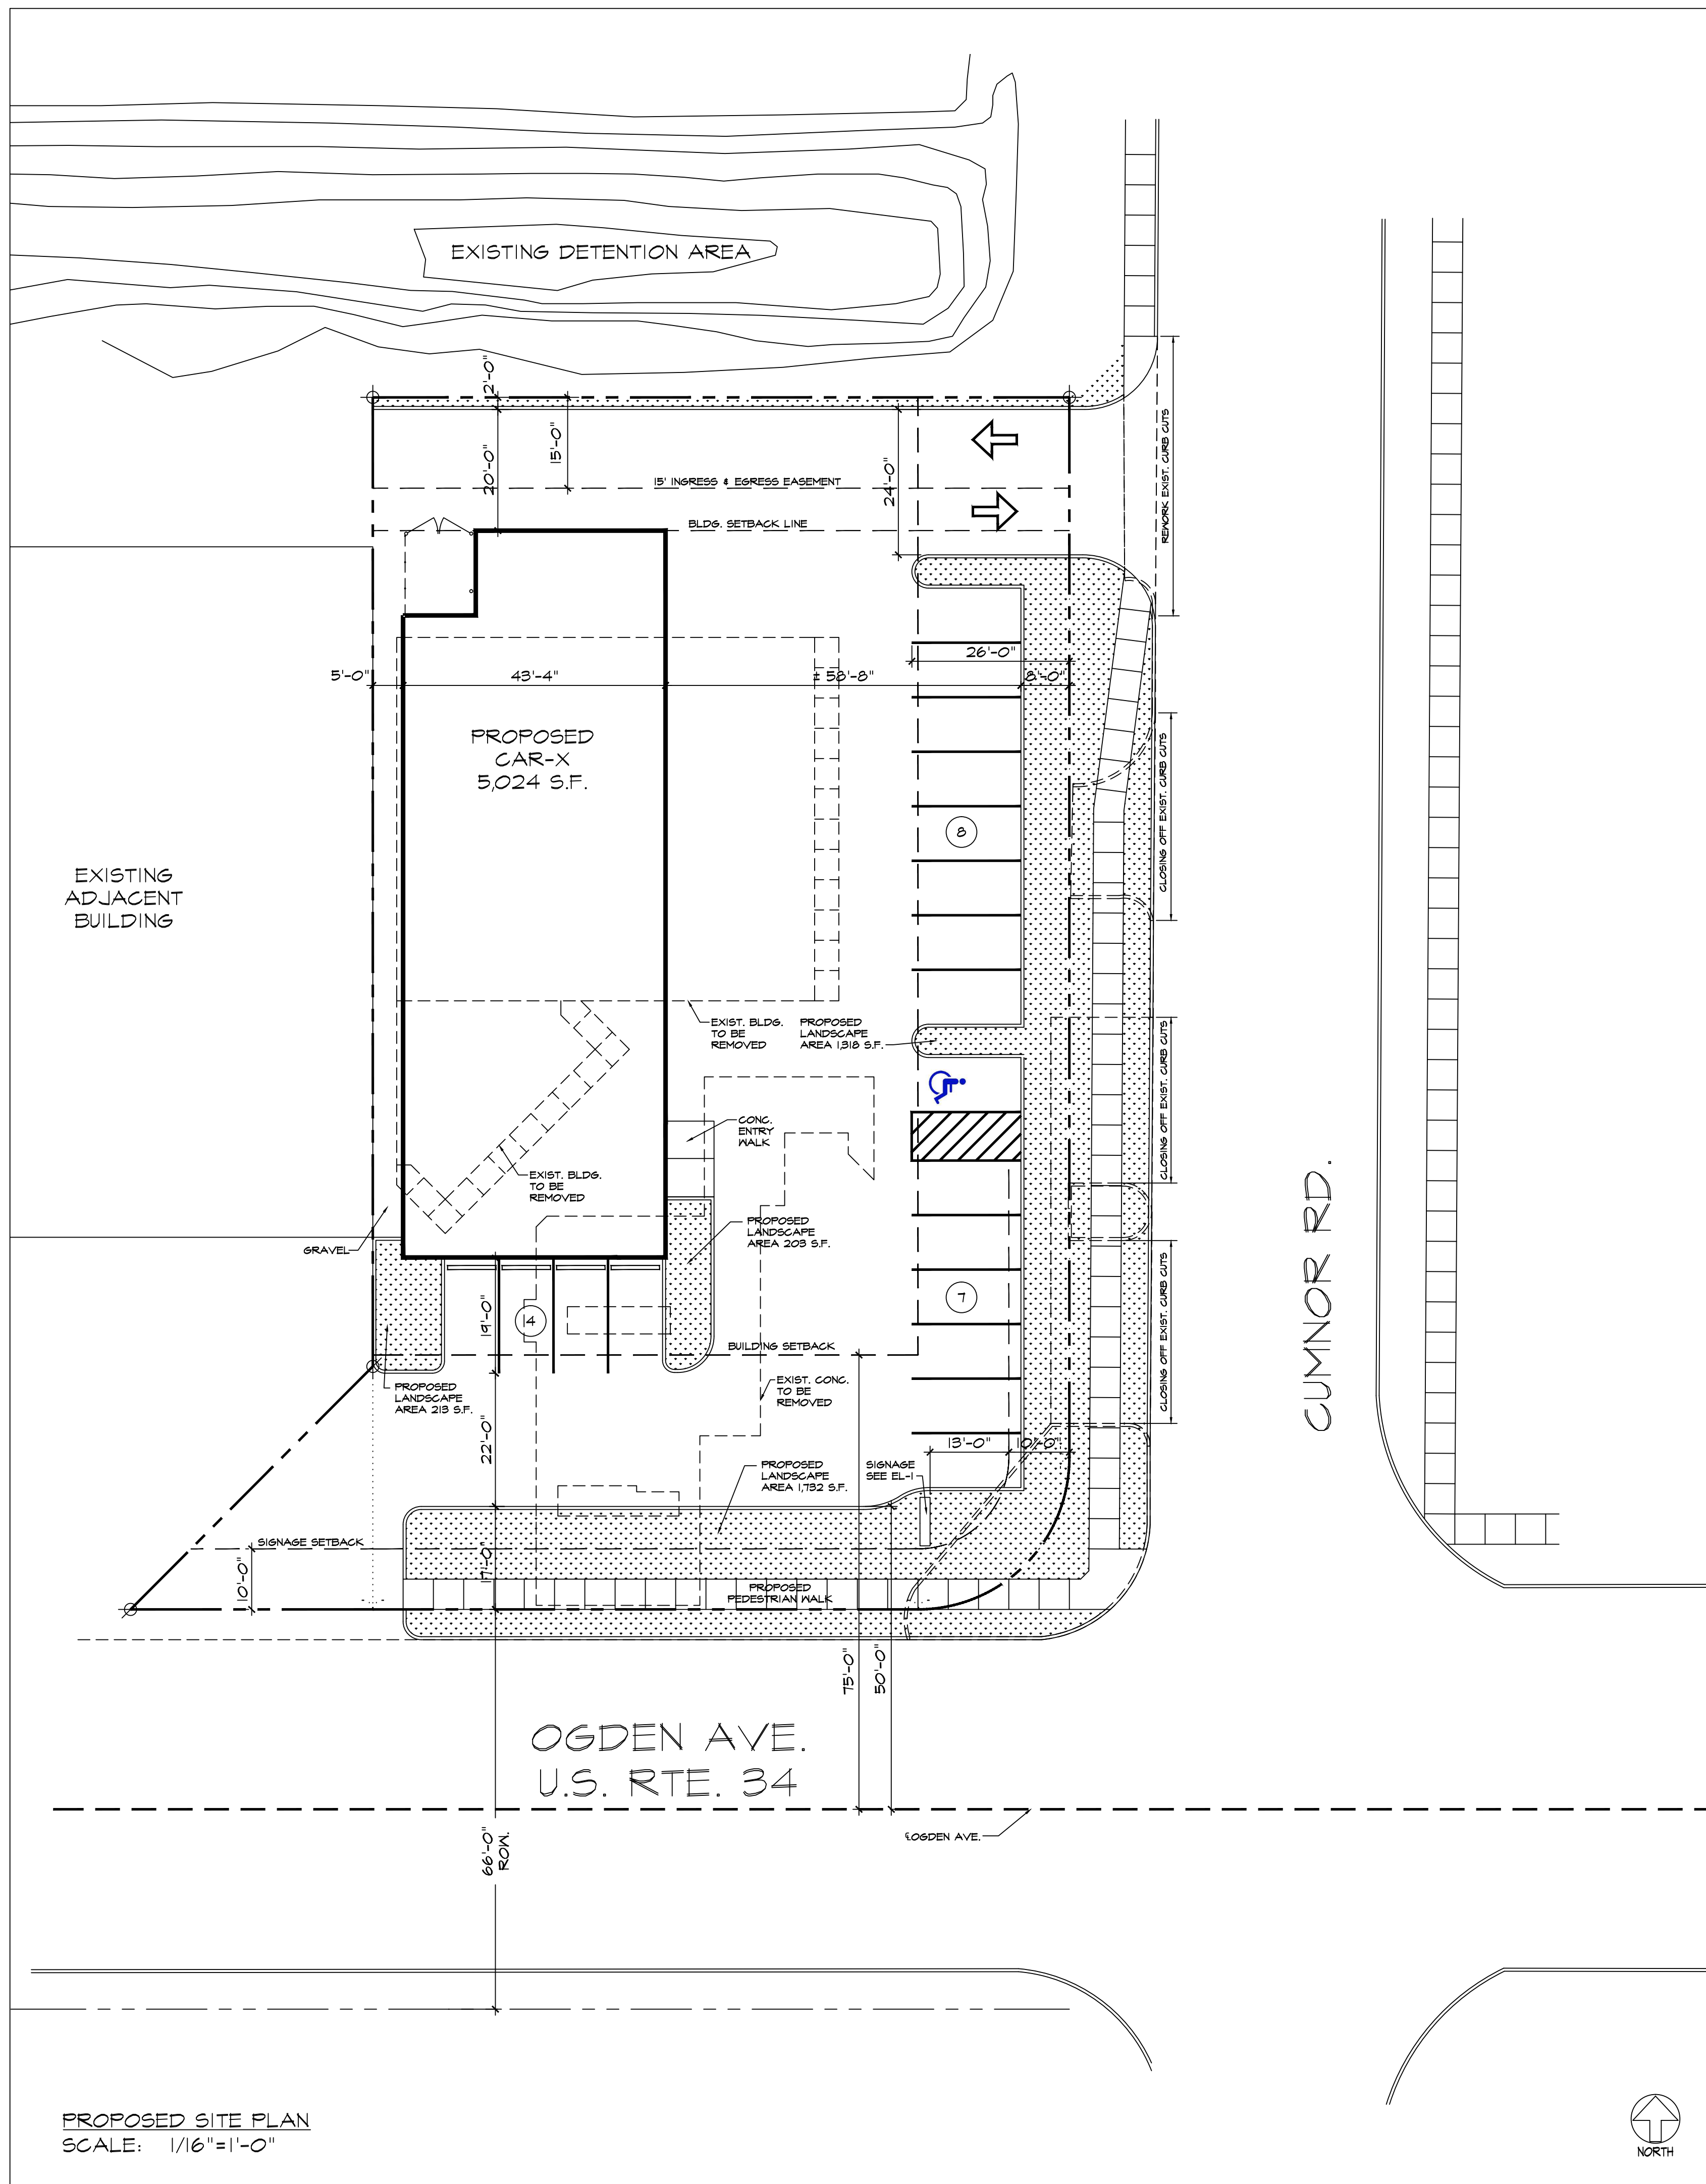 EXISTING DETENTION AREA
2'-0"
20'-0"
15'-0"
24'-0"
15' INGRESS & EGRESS EASEMENT
BLDG. SETBACK LINE
REWORK EXIST. CURB CUTS
26'-0"
5'-0"
43'-4"
± 58'-8"
8'-0"
PROPOSED
CAR-X
5,024 S.F.
CLOSING OFF EXIST. CURB CUTS
8
EXISTING
ADJACENT
BUILDING
EXIST. BLDG.
TO BE
REMOVED
PROPOSED
LANDSCAPE
AREA 1,318 S.F.
CLOSING OFF EXIST. CURB CUTS
CONC.
ENTRY
WALK
EXIST. BLDG.
TO BE
REMOVED
PROPOSED
LANDSCAPE
AREA 203 S.F.
GRAVEL
CUMNOR RD.
19'-0"
4
7
CLOSING OFF EXIST. CURB CUTS
BUILDING SETBACK
PROPOSED
LANDSCAPE
AREA 213 S.F.
EXIST. CONC.
TO BE
REMOVED
22'-0"
13'-0"
10'-0"
PROPOSED
LANDSCAPE
AREA 1,732 S.F.
SIGNAGE
SEE EL-1
SIGNAGE SETBACK
10'-0"
17'-0"
PROPOSED
PEDESTRIAN WALK
75'-0"
50'-0"
OGDEN AVE.
U.S. RTE. 34
℄OGDEN AVE.
66'-0"
ROW.
PROPOSED SITE PLAN
SCALE: 1/16"=1'-0"
NORTH